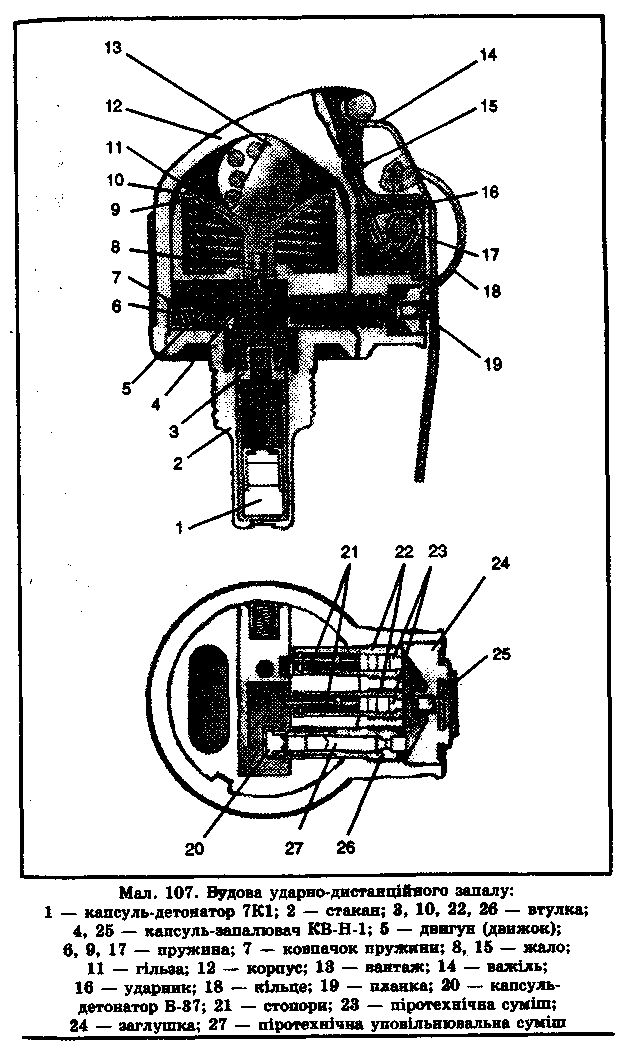 13
14
12
15
11
10
16
9
17
8
7
18
6
19
5
4
3
2
1
21 22 23
24
25
20 27 26
Мал. 107. Будова ударно-дистанційного запалу:
1 — капсуль-детонатор 7К1; 2 — стакан; 3, 10, 22, 26 — втулка;
4, 25 — капсуль-запалювач КВ-Н-1; 5 — двигун (движок);
6, 9, 17 — пружина; 7 — ковпачок пружини; 8, 15 — жало;
11 — гільза; 12 — корпус; 13 — вантаж; 14 — важіль;
16 — ударник; 18 — кільце; 19 — планка; 20 — капсуль-
детонатор В-37; 21 — стопори; 23 — піротехнічна суміш;
24 — заглушка; 27 — піротехнічна уповільнювальна суміш